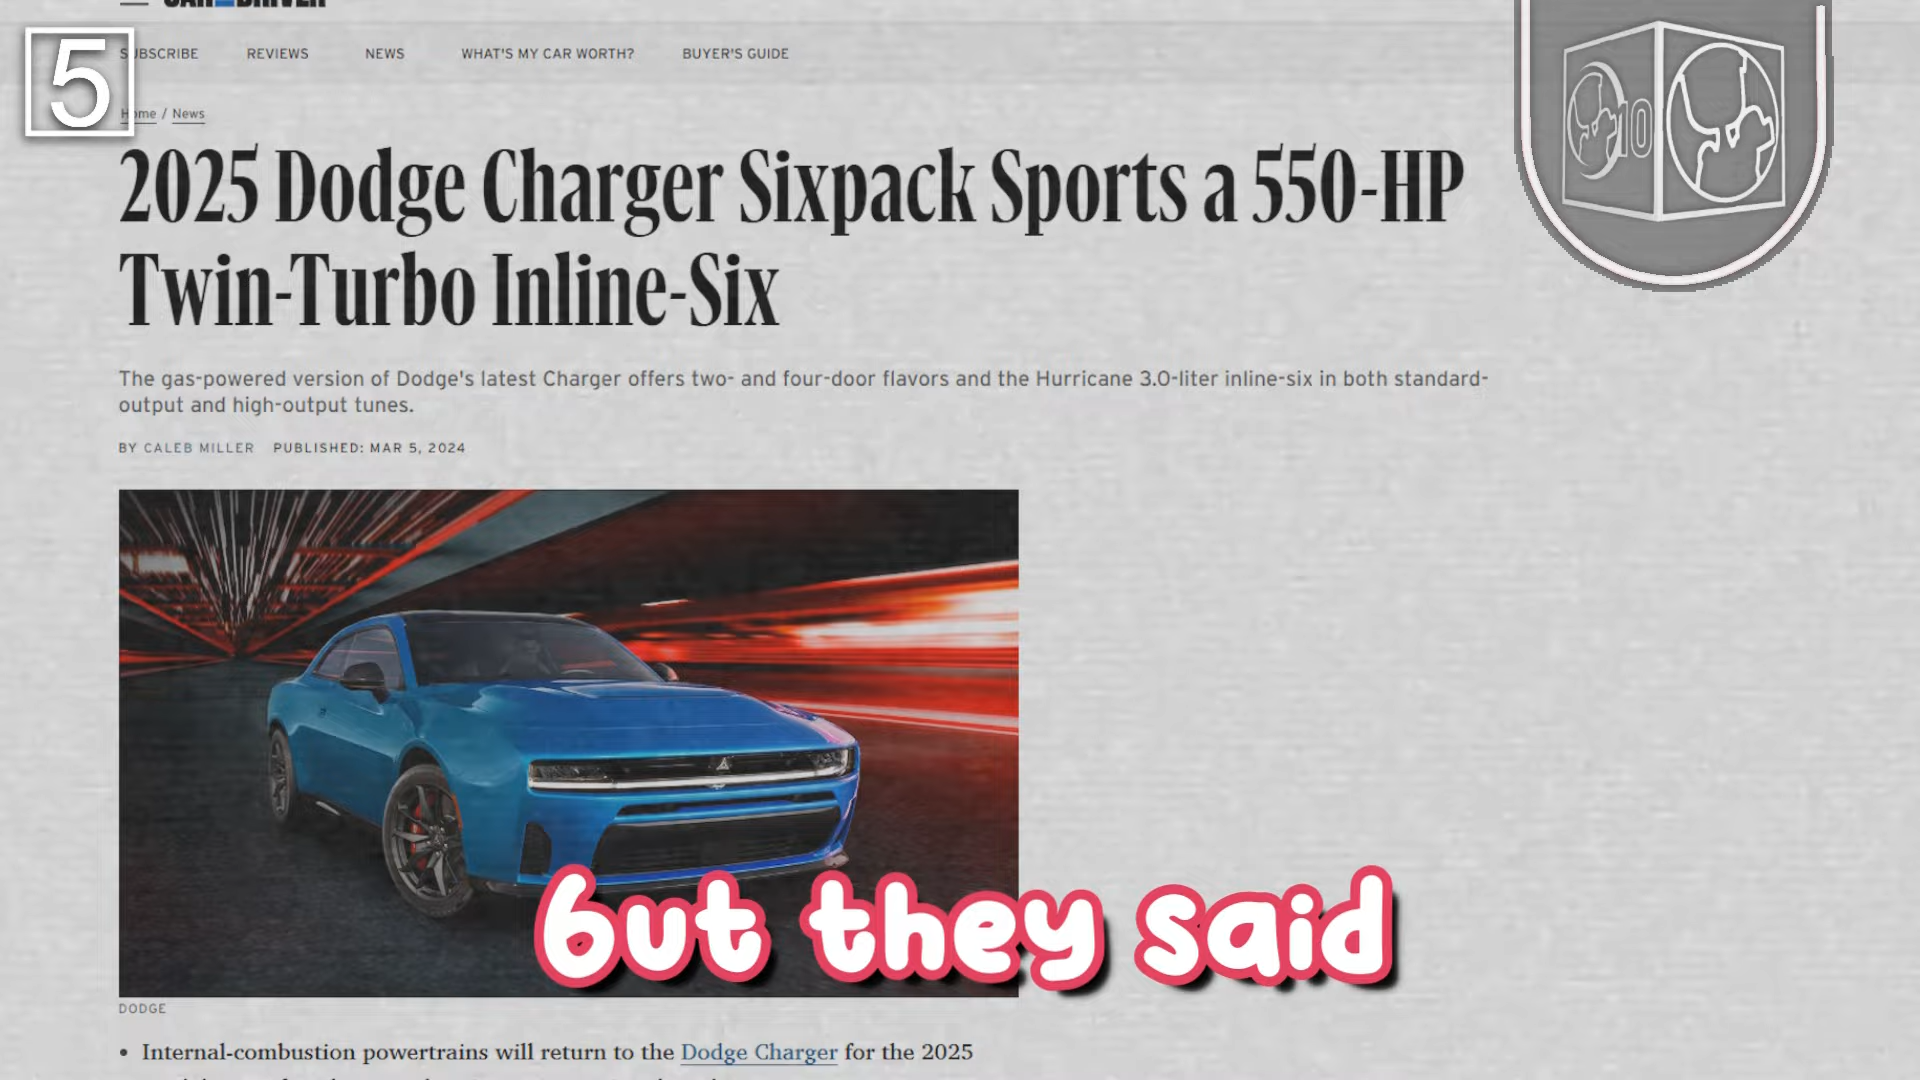 CAR AND DRIVER
5
SUBSCRIBE REVIEWS NEWS WHAT'S MY CAR WORTH? BUYER'S GUIDE
10
Home / News
2025 Dodge Charger Sixpack Sports a 550-HP
Twin-Turbo Inline-Six
The gas-powered version of Dodge's latest Charger offers two- and four-door flavors and the Hurricane 3.0-liter inline-six in both standard-
output and high-output tunes.
BY CALEB MILLER PUBLISHED: MAR 5, 2024
but they said
DODGE
• Internal-combustion powertrains will return to the Dodge Charger for the 2025